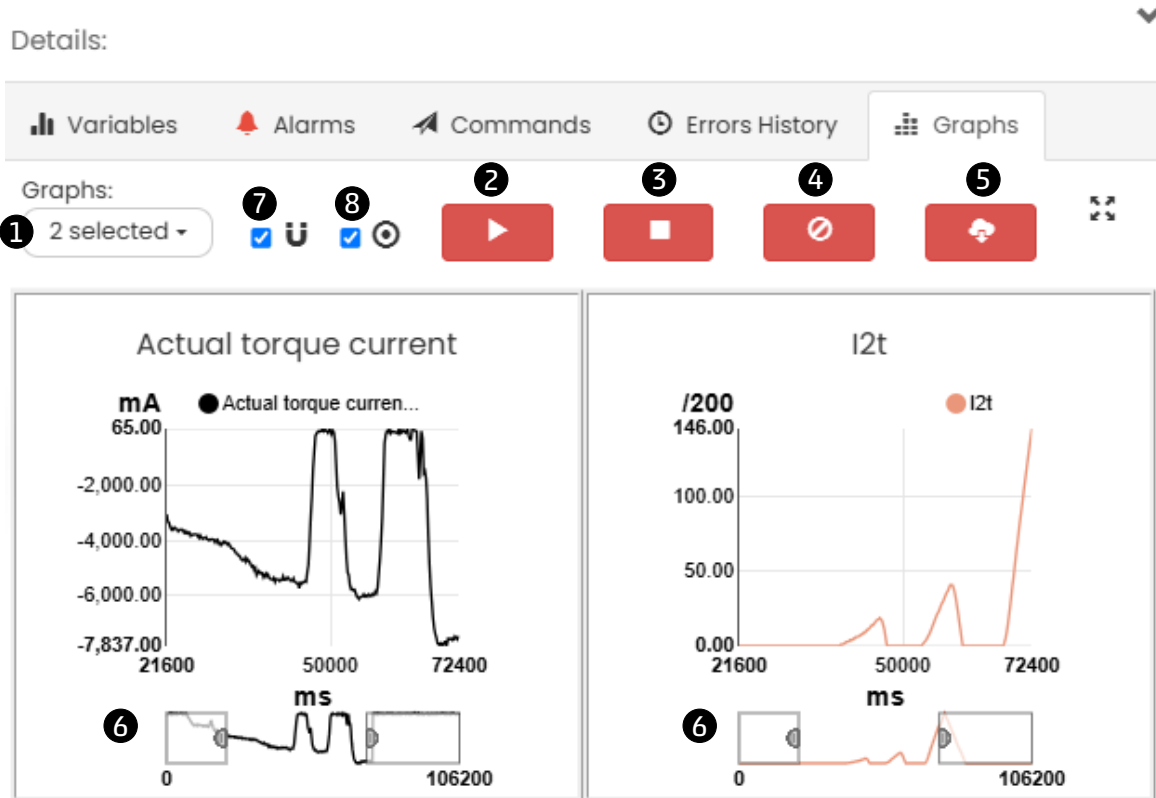 Details:
Variables Alarms Commands Errors History Graphs
Graphs:
7 8 2 3 4 5
1 2 selected
Actual torque current
mA Actual torque curren...
65.00
-2,000.00
-4,000.00
-6,000.00
-7,837.00
21600 50000 72400
ms
6
0 106200
I2t
/200 I2t
146.00
100.00
50.00
0.00
21600 50000 72400
ms
6
0 106200